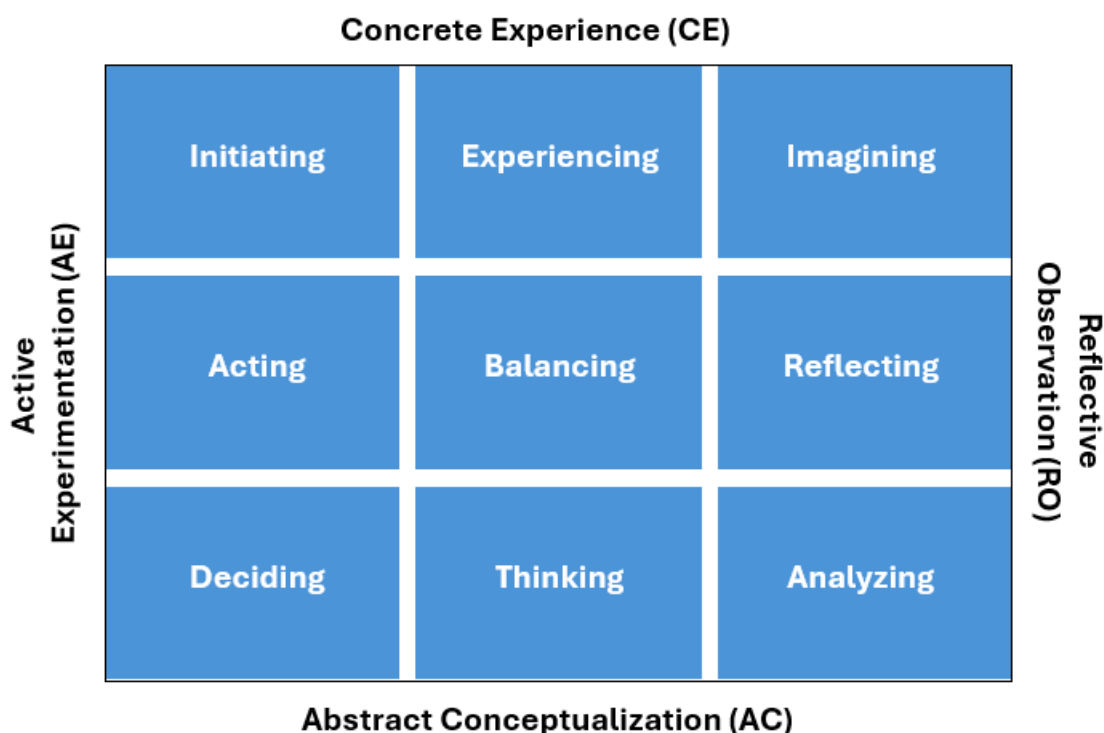 Concrete Experience (CE)
Initiating
Experiencing
Imagining
Active
Experimentation (AE)
Acting
Balancing
Reflecting
Reflective
Observation (RO)
Deciding
Thinking
Analyzing
Abstract Conceptualization (AC)